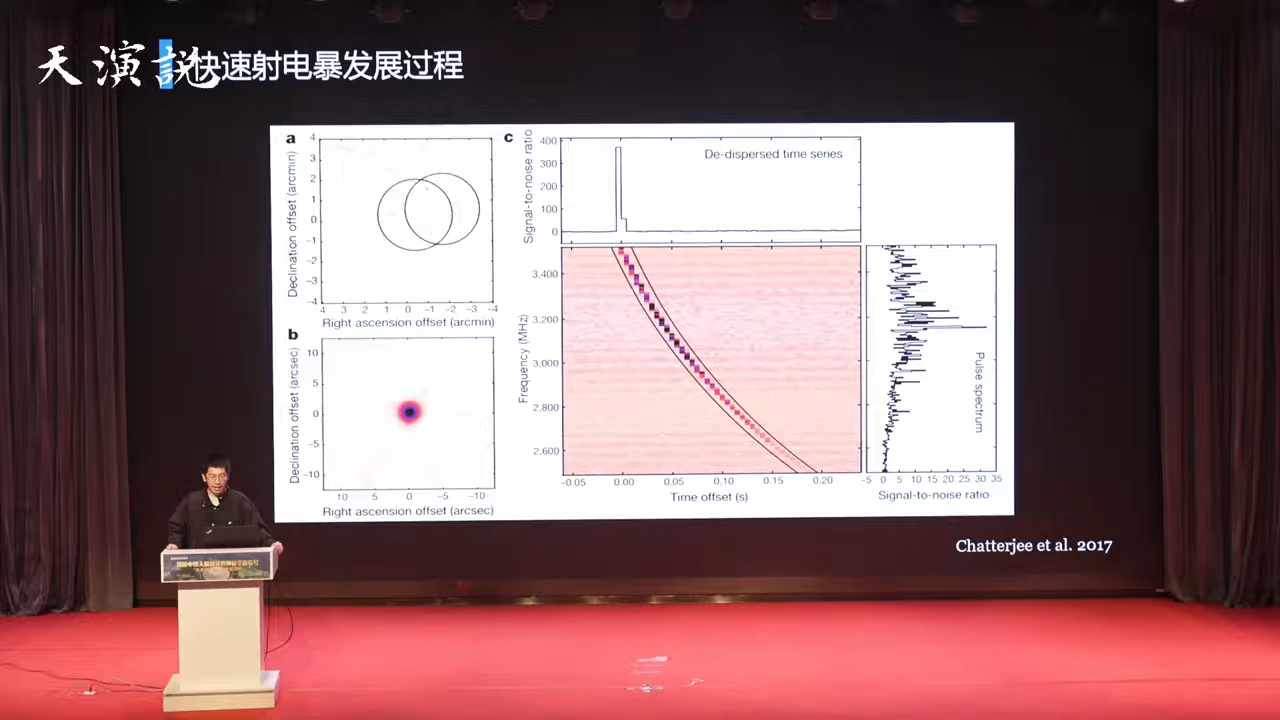 天演説
快速射电暴发展过程
a
4
3
2
1
0
−1
−2
−3
−4
Declination offset (arcmin)
4 3 2 1 0 −1 −2 −3 −4
Right ascension offset (arcmin)
b
10
5
0
−5
−10
Declination offset (arcsec)
10 5 0 −5 −10
Right ascension offset (arcsec)
c
400
300
200
100
0
Signal-to-noise ratio
De-dispersed time series
3,400
3,200
3,000
2,800
2,600
Frequency (MHz)
−0.05 0.00 0.05 0.10 0.15 0.20
Time offset (s)
Pulse spectrum
−5 0 5 10 15 20 25 30 35
Signal-to-noise ratio
Chatterjee et al. 2017